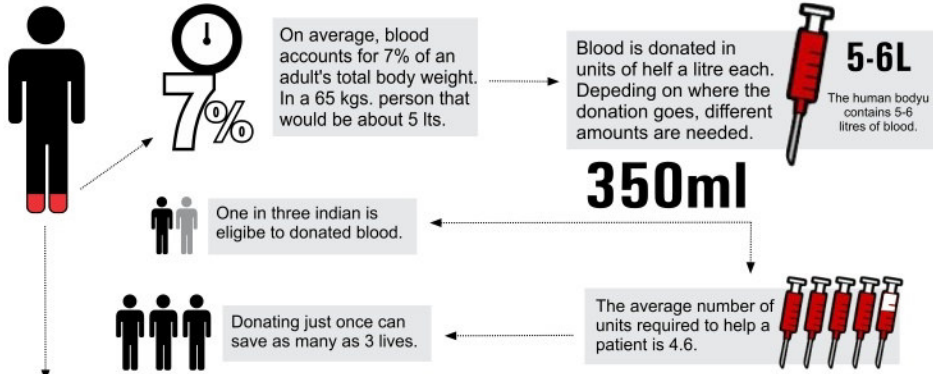 7%
On average, blood
accounts for 7% of an
adult's total body weight.
In a 65 kgs. person that
would be about 5 lts.
Blood is donated in
units of helf a litre each.
Depeding on where the
donation goes, different
amounts are needed.
5-6L
The human bodyu
contains 5-6
litres of blood.
350ml
One in three indian is
eligibe to donated blood.
The average number of
units required to help a
patient is 4.6.
Donating just once can
save as many as 3 lives.